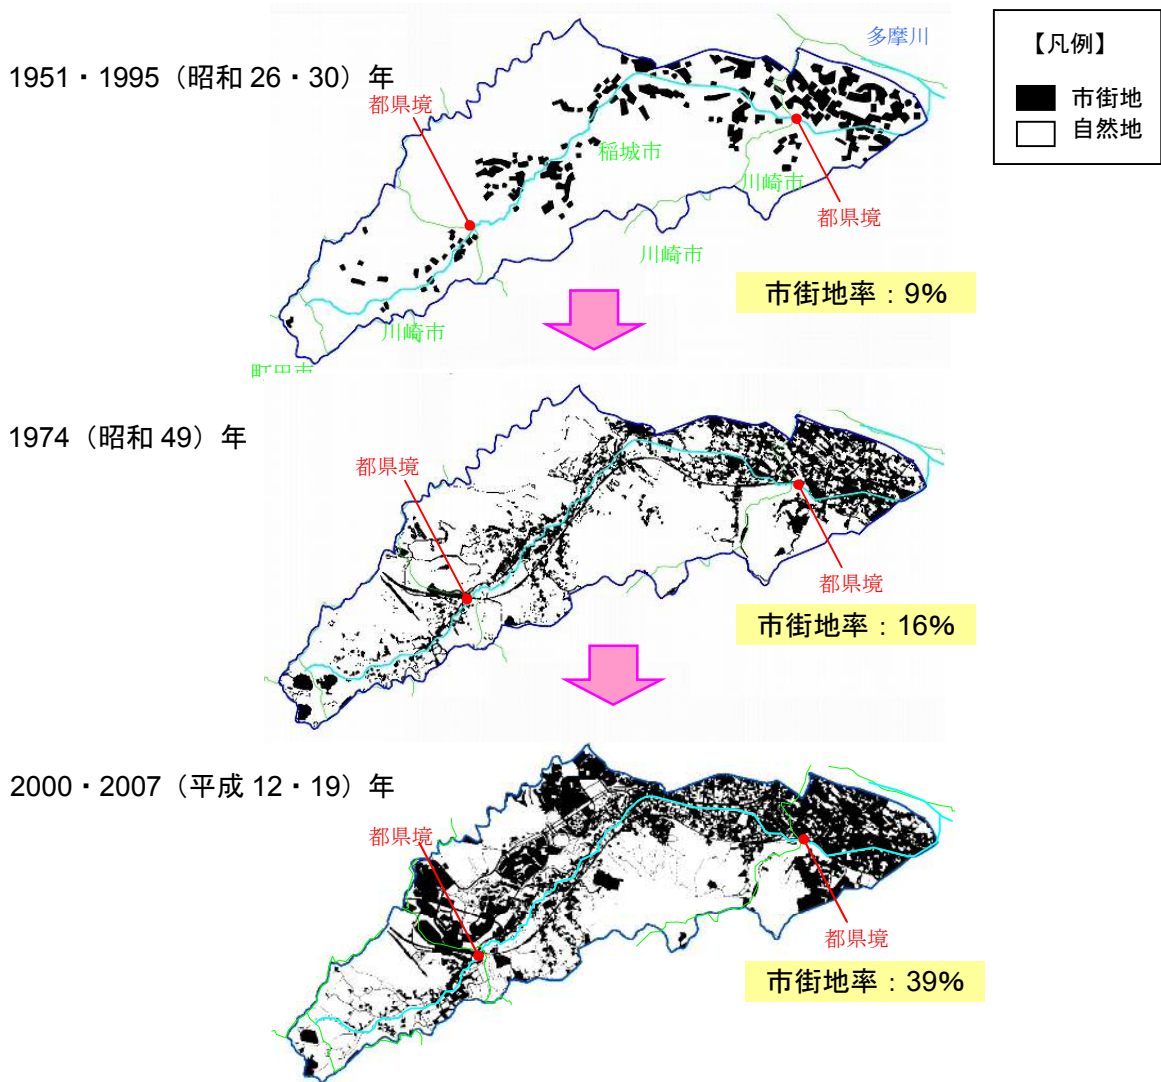 多摩川
【凡例】
市街地
自然地
1951・1995（昭和 26・30）年
都県境
稲城市
川崎市
都県境
川崎市
市街地率：9%
川崎市
町田市
1974（昭和 49）年
都県境
都県境
市街地率：16%
2000・2007（平成 12・19）年
都県境
都県境
市街地率：39%